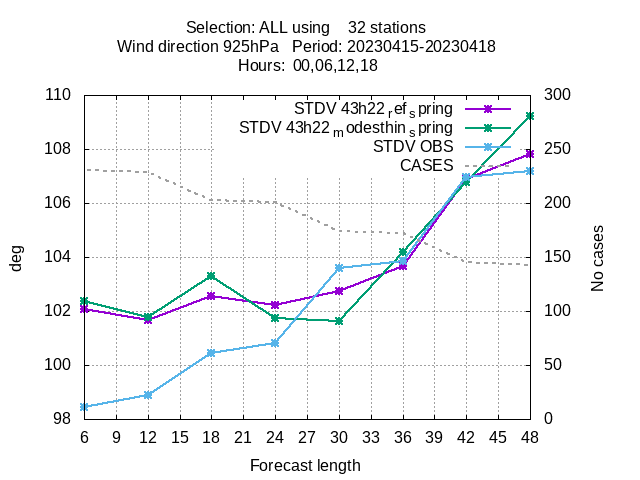 Selection: ALL using 32 stations
Wind direction 925hPa Period: 20230415-20230418
Hours: 00,06,12,18
110 300
STDV 43h22_ref_spring
STDV 43h22_modesthin_spring
108 STDV OBS 250
CASES
106 200
104 150
deg
No cases
102 100
100 50
98 0
6 9 12 15 18 21 24 27 30 33 36 39 42 45 48
Forecast length